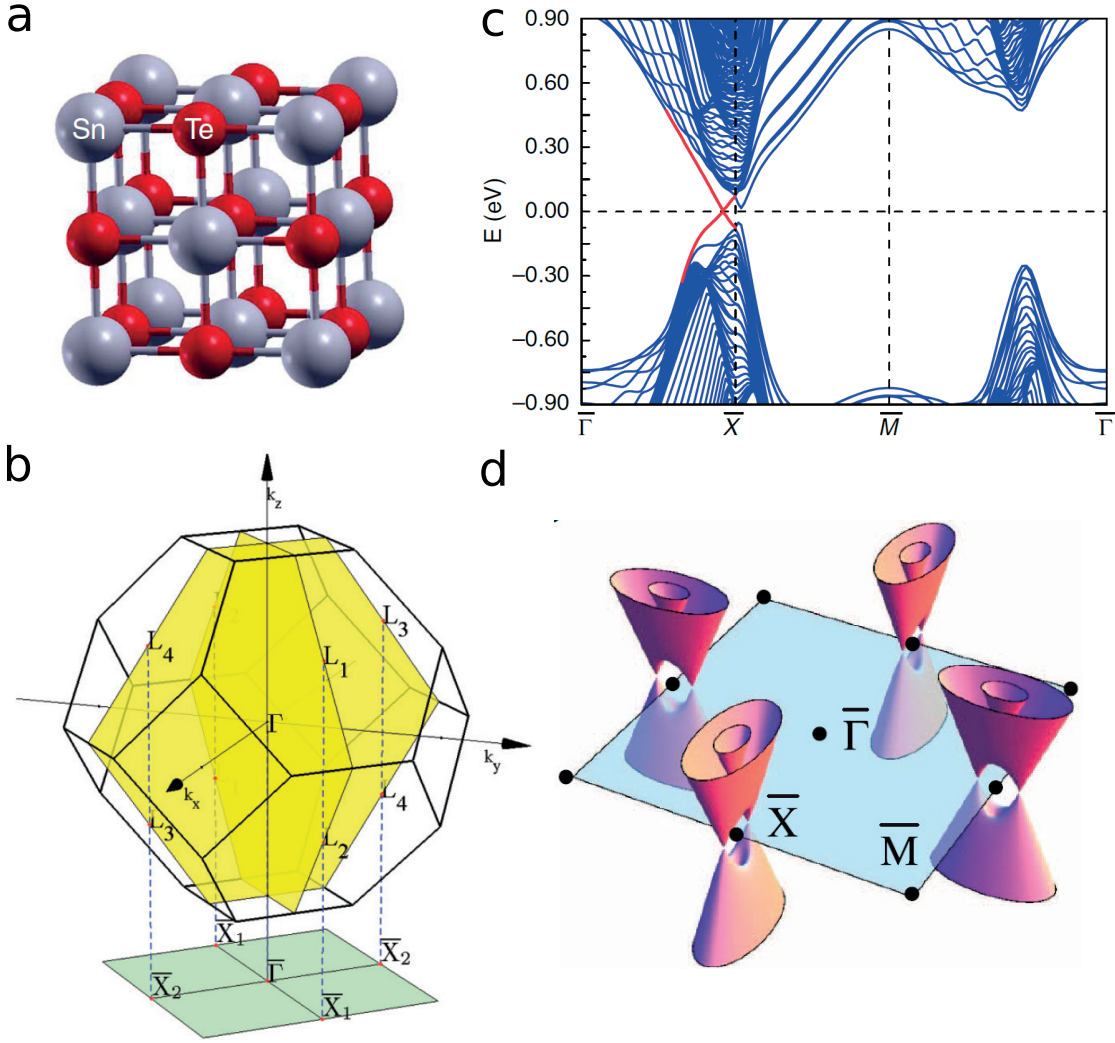 a
Sn
Te
c
E (eV)
0.90
0.60
0.30
0.00
−0.30
−0.60
−0.90
Γ̅
X̅
M̅
Γ̅
b
k_z
L_4
L_3
L_1
Γ
k_y
k_x
L_3
L_4
L_2
X̅_1
X̅_2
Γ̅
X̅_2
X̅_1
d
Γ̅
X̅
M̅